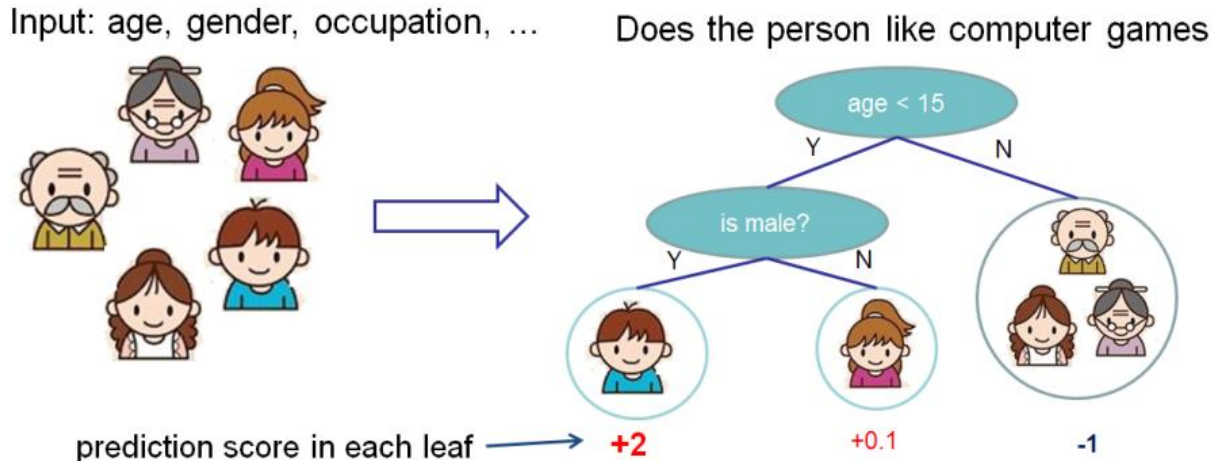 Input: age, gender, occupation, …
Does the person like computer games
age < 15
Y
N
is male?
Y
N
prediction score in each leaf
+2
+0.1
-1